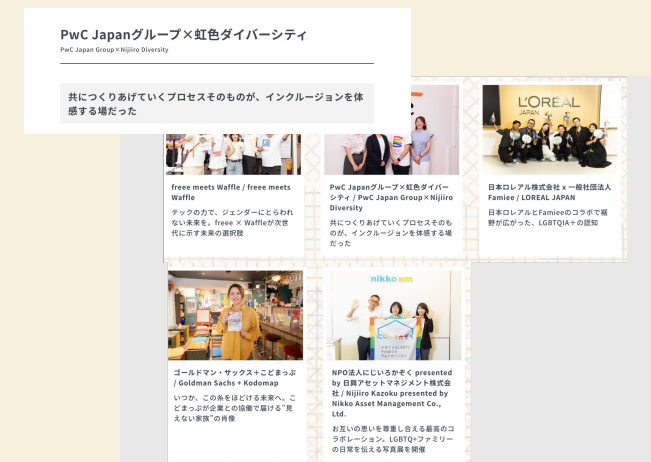 PwC Japanグループ×虹色ダイバーシティ
PwC Japan Group×Nijiiro Diversity
共につくりあげていくプロセスそのものが、インクルージョンを体
感する場だった
L'ORÉAL
JAPAN
freee meets Waffle / freee meets
Waffle
テックの力で、ジェンダーにとらわれ
ない未来を。freee × Waffleが次世
代に示す未来の選択肢
PwC Japanグループ×虹色ダイバー
シティ / PwC Japan Group×Nijiiro
Diversity
共につくりあげていくプロセスそのも
のが、インクルージョンを体感する場
だった
日本ロレアル株式会社 x 一般社団法人
Famiee / LOREAL JAPAN
日本ロレアルとFamieeのコラボで裾
野が広がった、LGBTQIA＋の認知
nikko am
ゴールドマン・サックス＋こどまっぷ
/ Goldman Sachs + Kodomap
いつか、この糸をほどける未来へ。こ
どまっぷが企業との協働で届ける“見
えない家族”の肖像
NPO法人にじいろかぞく presented
by 日興アセットマネジメント株式会
社 / Nijiiro Kazoku presented by
Nikko Asset Management Co.,
Ltd.
お互いの思いを尊重し合える最高のコ
ラボレーション。LGBTQ+ファミリー
の日常を伝える写真展を開催